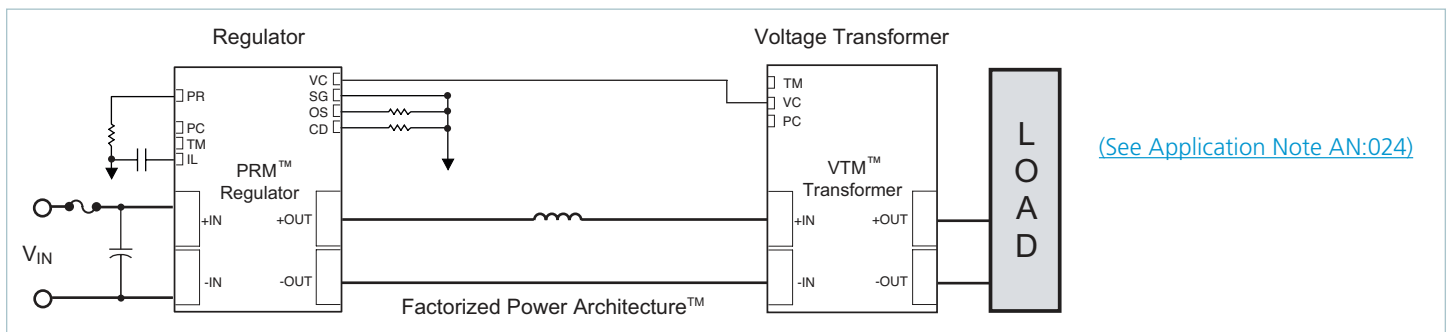 Regulator
Voltage Transformer
VC
SG
OS
CD
PR
PC
TM
IL
PRM™
Regulator
+IN
+OUT
-IN
-OUT
VIN
Factorized Power Architecture™
TM
VC
PC
VTM™
Transformer
+IN
+OUT
-IN
-OUT
LOAD
(See Application Note AN:024)